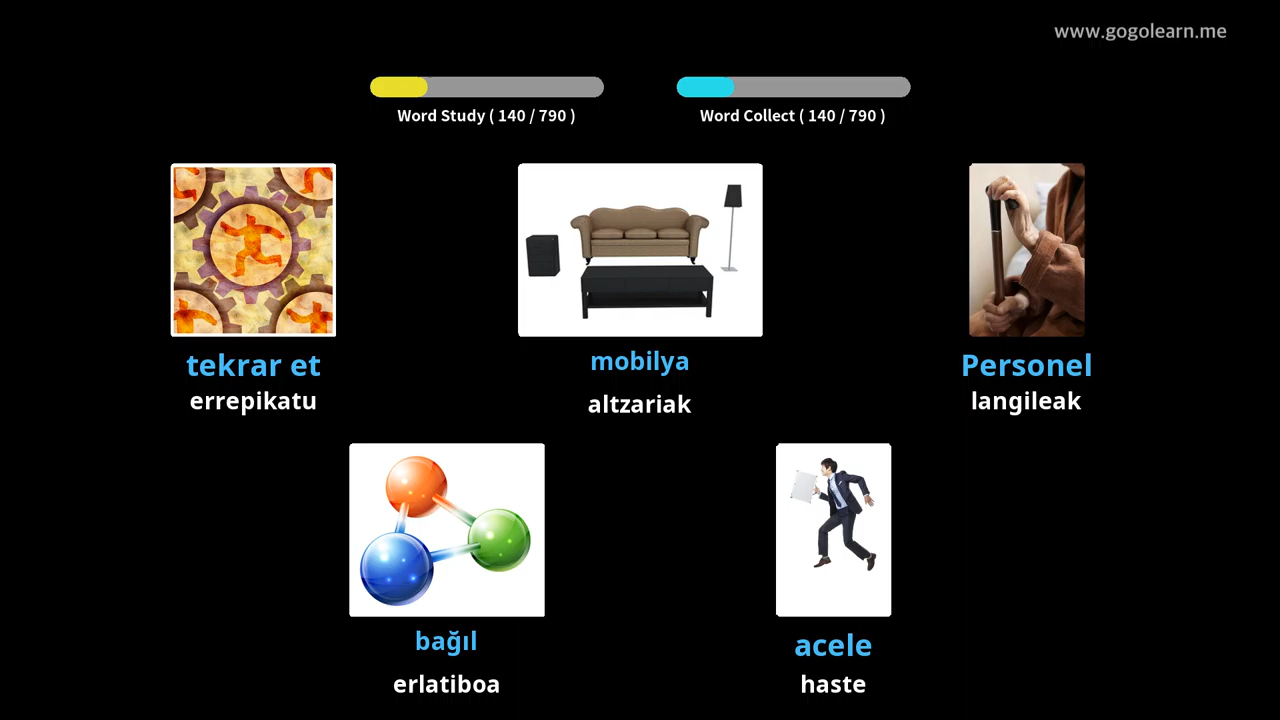 www.gogolearn.me
Word Study ( 140 / 790 )
Word Collect ( 140 / 790 )
tekrar et
errepikatu
mobilya
altzariak
Personel
langileak
bağıl
erlatiboa
acele
haste